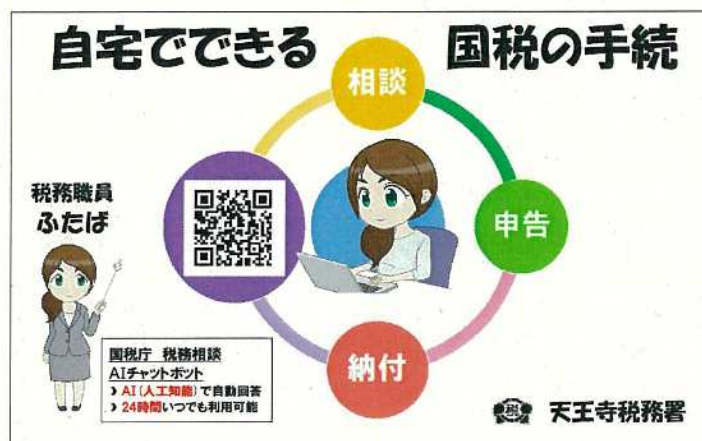 自宅でできる 国税の手続
相談
税務職員
ふたば
申告
納付
国税庁 税務相談
AIチャットボット
› AI(人工知能)で自動回答
› 24時間いつでも利用可能
税 天王寺税務署